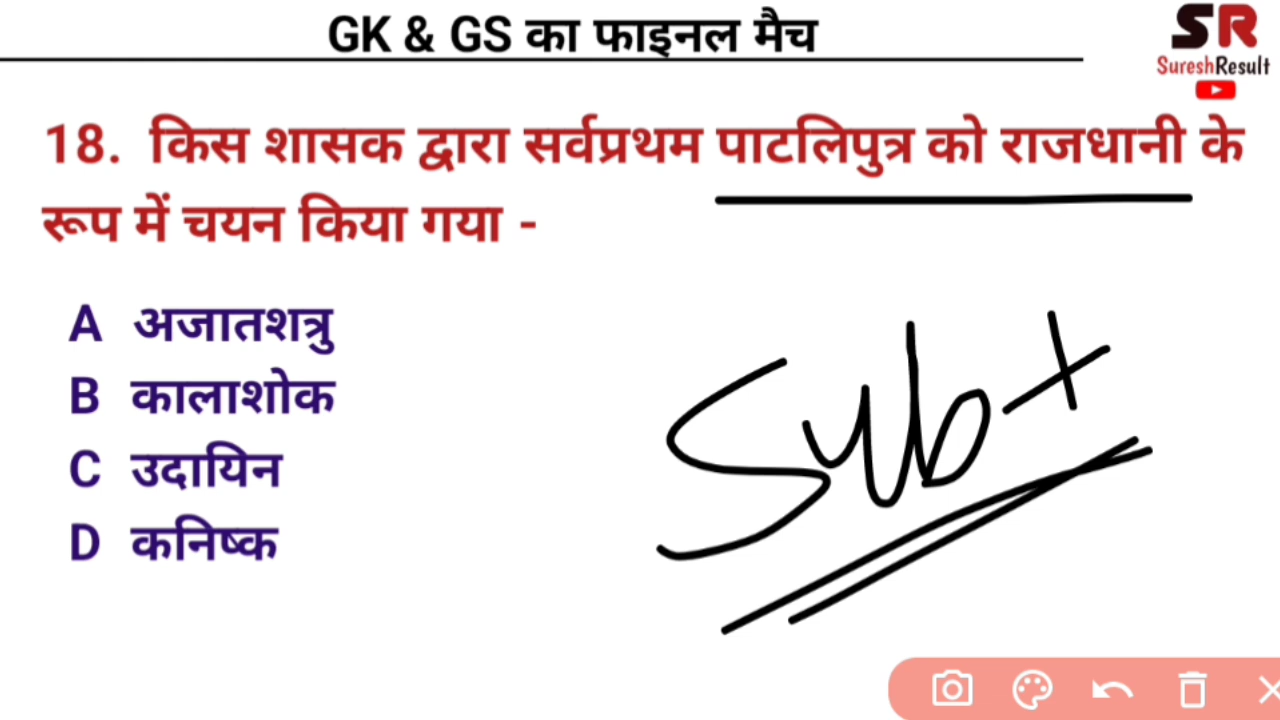 GK & GS का फाइनल मैच
SR
SureshResult
18. किस शासक द्वारा सर्वप्रथम पाटलिपुत्र को राजधानी के
रूप में चयन किया गया -
A अजातशत्रु
B कालाशोक
C उदायिन
D कनिष्क
Sub+